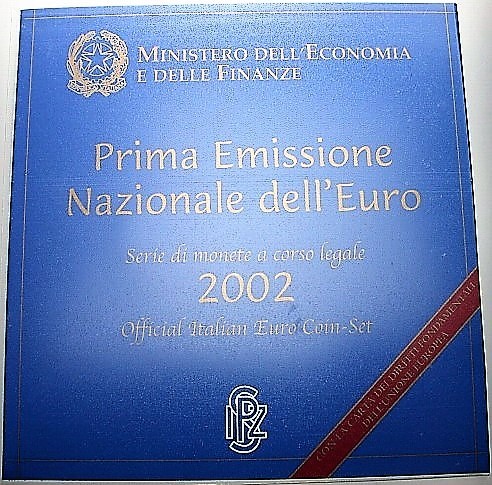 MINISTERO DELL'ECONOMIA
E DELLE FINANZE
Prima Emissione
Nazionale dell'Euro
Serie di monete a corso legale
2002
Official Italian Euro Coin-Set
CON LA CARTA DEI DIRITTI FONDAMENTALI
DELL'UNIONE EUROPEA
IPZS